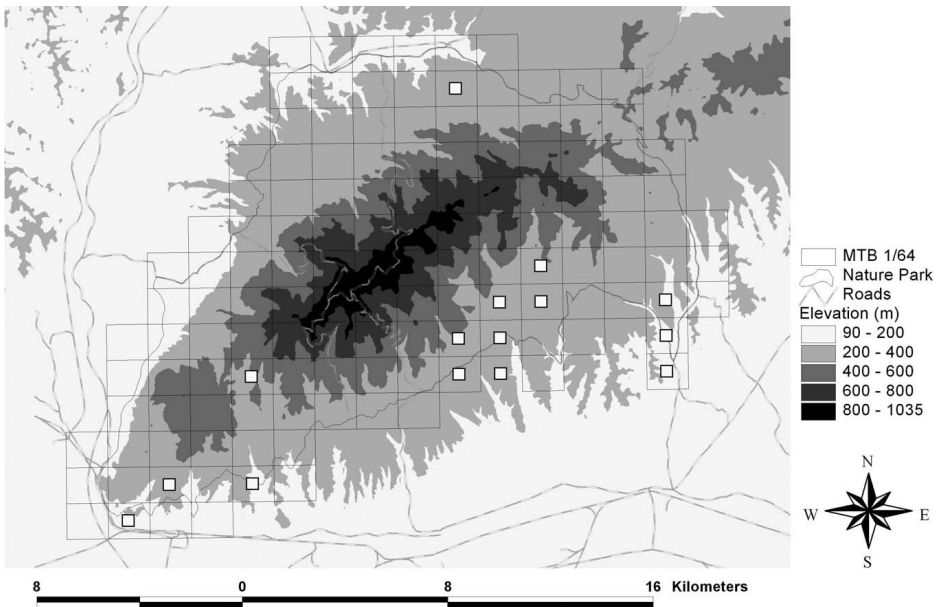 MTB 1/64
Nature Park
Roads
Elevation (m)
90 - 200
200 - 400
400 - 600
600 - 800
800 - 1035
N
W E
S
8 0 8 16 Kilometers